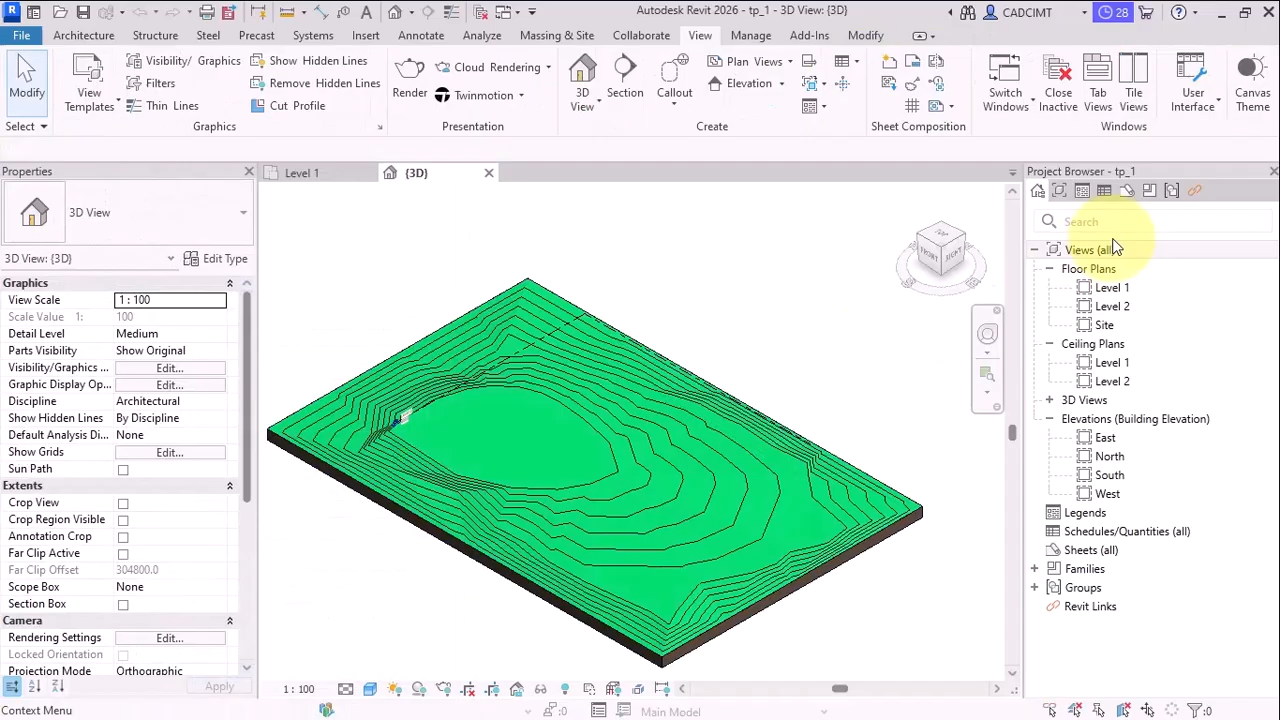 Autodesk Revit 2026 - tp_1 - 3D View: {3D}
CADCIMT
28
File
Architecture
Structure
Steel
Precast
Systems
Insert
Annotate
Analyze
Massing & Site
Collaborate
View
Manage
Add-Ins
Modify
Modify
View Templates
Visibility/ Graphics
Filters
Thin Lines
Show Hidden Lines
Remove Hidden Lines
Cut Profile
Render
Cloud Rendering
Twinmotion
3D View
Section
Callout
Plan Views
Elevation
Switch Windows
Close Inactive
Tab Views
Tile Views
User Interface
Canvas Theme
Select
Graphics
Presentation
Create
Sheet Composition
Windows
Properties
3D View
3D View: {3D}
Edit Type
Graphics
View Scale 1 : 100
Scale Value 1: 100
Detail Level Medium
Parts Visibility Show Original
Visibility/Graphics ... Edit...
Graphic Display Op... Edit...
Discipline Architectural
Show Hidden Lines By Discipline
Default Analysis Di... None
Show Grids Edit...
Sun Path
Extents
Crop View
Crop Region Visible
Annotation Crop
Far Clip Active
Far Clip Offset 304800.0
Scope Box None
Section Box
Camera
Rendering Settings Edit...
Locked Orientation
Projection Mode Orthographic
Apply
Context Menu
Level 1
{3D}
TOP
FRONT
RIGHT
1 : 100
:0
Main Model
:0
Project Browser - tp_1
Search
Views (all)
Floor Plans
Level 1
Level 2
Site
Ceiling Plans
Level 1
Level 2
3D Views
Elevations (Building Elevation)
East
North
South
West
Legends
Schedules/Quantities (all)
Sheets (all)
Families
Groups
Revit Links